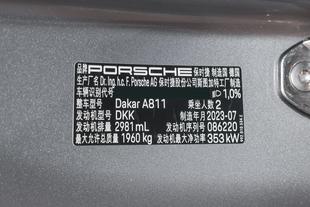 品牌 PORSCHE 保时捷 制造国 德国
生产厂名 Dr. Ing. h.c. F. Porsche AG 保时捷股份公司斯图加特工厂制造
车辆识别代号 1,0%
整车型号 Dakar A811 乘坐人数 2
发动机型号 DKK 制造年月 2023-07
发动机排量 2981 mL 发动机序列号 086220
最大允许总质量 1960 kg 发动机最大净功率 353 kW